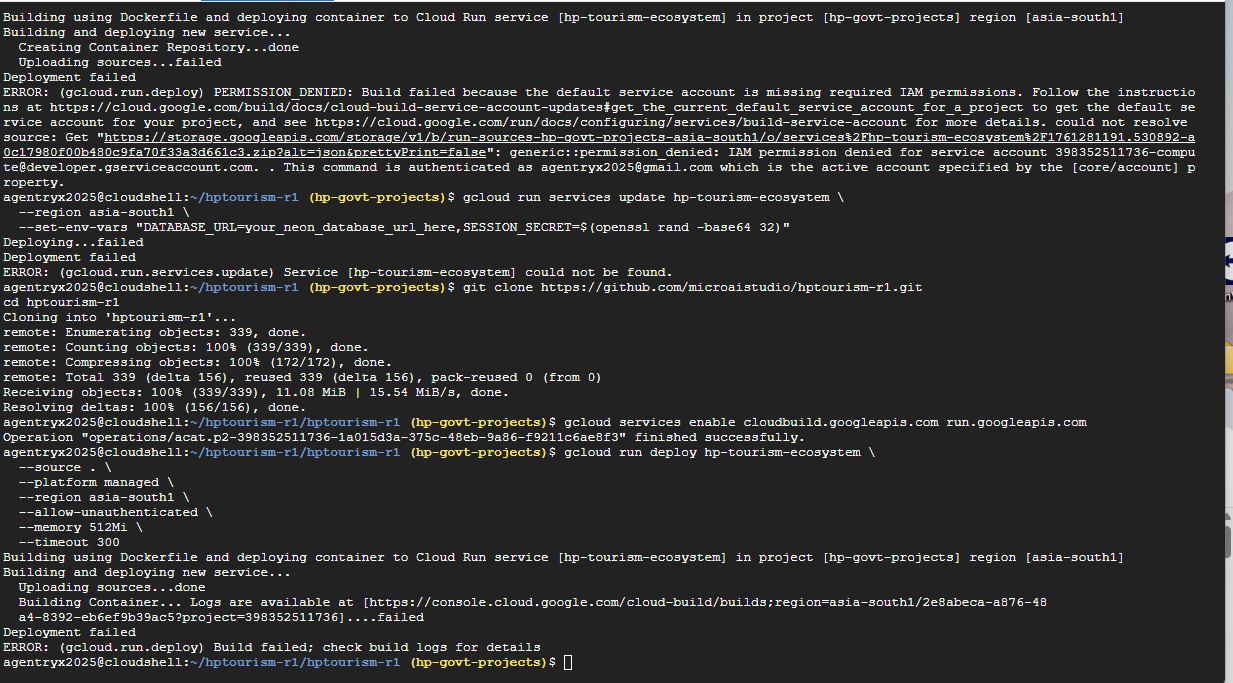 Building using Dockerfile and deploying container to Cloud Run service [hp-tourism-ecosystem] in project [hp-govt-projects] region [asia-south1]
Building and deploying new service...
  Creating Container Repository...done
  Uploading sources...failed
Deployment failed
ERROR: (gcloud.run.deploy) PERMISSION_DENIED: Build failed because the default service account is missing required IAM permissions. Follow the instructio
ns at https://cloud.google.com/build/docs/cloud-build-service-account-updates#get_the_current_default_service_account_for_a_project to get the default se
rvice account for your project, and see https://cloud.google.com/run/docs/configuring/services/build-service-account for more details. could not resolve
source: Get "https://storage.googleapis.com/storage/v1/b/run-sources-hp-govt-projects-asia-south1/o/services%2Fhp-tourism-ecosystem%2F1761281191.530892-a
0c17980f00b480c9fa70f33a3d661c3.zip?alt=json&prettyPrint=false": generic::permission_denied: IAM permission denied for service account 398352511736-compu
te@developer.gserviceaccount.com. . This command is authenticated as agentryx2025@gmail.com which is the active account specified by the [core/account] p
roperty.
agentryx2025@cloudshell:~/hptourism-r1 (hp-govt-projects)$ gcloud run services update hp-tourism-ecosystem \
  --region asia-south1 \
  --set-env-vars "DATABASE_URL=your_neon_database_url_here,SESSION_SECRET=$(openssl rand -base64 32)"
Deploying...failed
Deployment failed
ERROR: (gcloud.run.services.update) Service [hp-tourism-ecosystem] could not be found.
agentryx2025@cloudshell:~/hptourism-r1 (hp-govt-projects)$ git clone https://github.com/microaistudio/hptourism-r1.git
cd hptourism-r1
Cloning into 'hptourism-r1'...
remote: Enumerating objects: 339, done.
remote: Counting objects: 100% (339/339), done.
remote: Compressing objects: 100% (172/172), done.
remote: Total 339 (delta 156), reused 339 (delta 156), pack-reused 0 (from 0)
Receiving objects: 100% (339/339), 11.08 MiB | 15.54 MiB/s, done.
Resolving deltas: 100% (156/156), done.
agentryx2025@cloudshell:~/hptourism-r1/hptourism-r1 (hp-govt-projects)$ gcloud services enable cloudbuild.googleapis.com run.googleapis.com
Operation "operations/acat.p2-398352511736-1a015d3a-375c-48eb-9a86-f9211c6ae8f3" finished successfully.
agentryx2025@cloudshell:~/hptourism-r1/hptourism-r1 (hp-govt-projects)$ gcloud run deploy hp-tourism-ecosystem \
  --source . \
  --platform managed \
  --region asia-south1 \
  --allow-unauthenticated \
  --memory 512Mi \
  --timeout 300
Building using Dockerfile and deploying container to Cloud Run service [hp-tourism-ecosystem] in project [hp-govt-projects] region [asia-south1]
Building and deploying new service...
  Uploading sources...done
  Building Container... Logs are available at [https://console.cloud.google.com/cloud-build/builds;region=asia-south1/2e8abeca-a876-48
  a4-8392-eb6ef9b39ac5?project=398352511736]....failed
Deployment failed
ERROR: (gcloud.run.deploy) Build failed; check build logs for details
agentryx2025@cloudshell:~/hptourism-r1/hptourism-r1 (hp-govt-projects)$